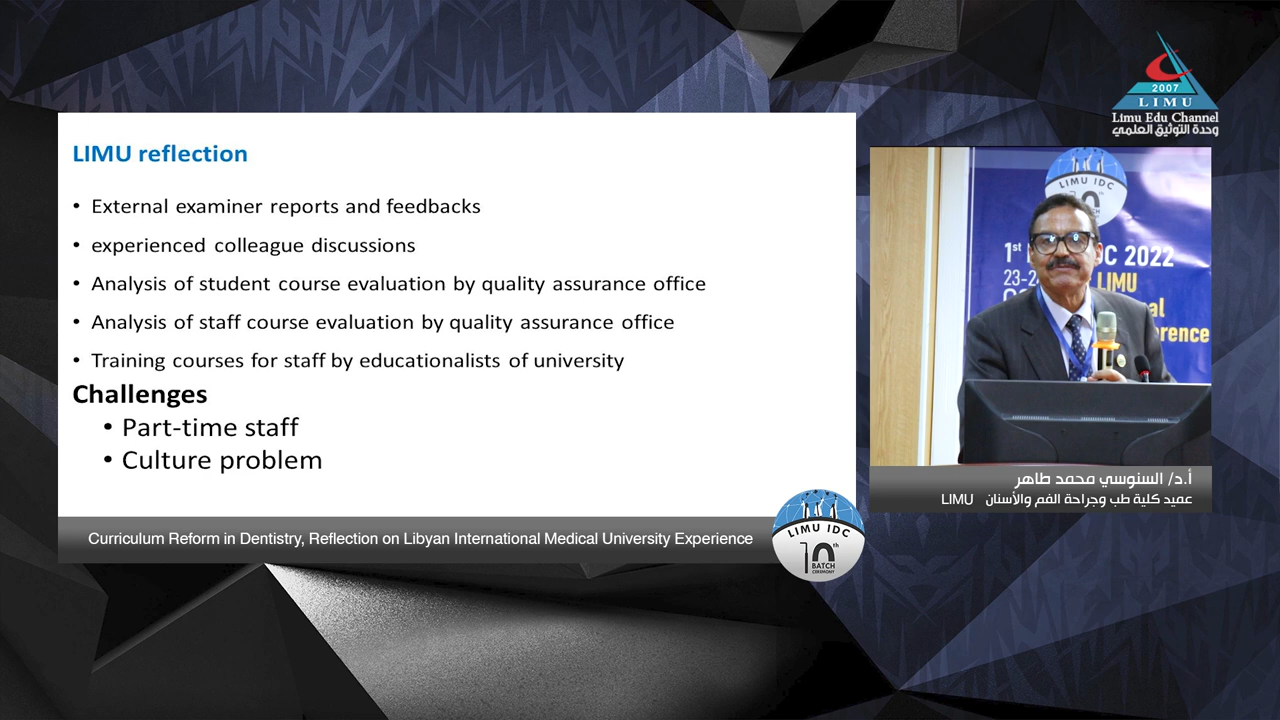 2007
LIMU
Limu Edu Channel
وحدة التوثيق العلمي
LIMU reflection
• External examiner reports and feedbacks
• experienced colleague discussions
• Analysis of student course evaluation by quality assurance office
• Analysis of staff course evaluation by quality assurance office
• Training courses for staff by educationalists of university
Challenges
• Part-time staff
• Culture problem
LIMU IDC
1st
DC 2022
LIMU
أ.د/ السنوسي محمد طاهر
عميد كلية طب وجراحة الفم والأسنان LIMU
Curriculum Reform in Dentistry, Reflection on Libyan International Medical University Experience
LIMU IDC
10th
BATCH
CEREMONY